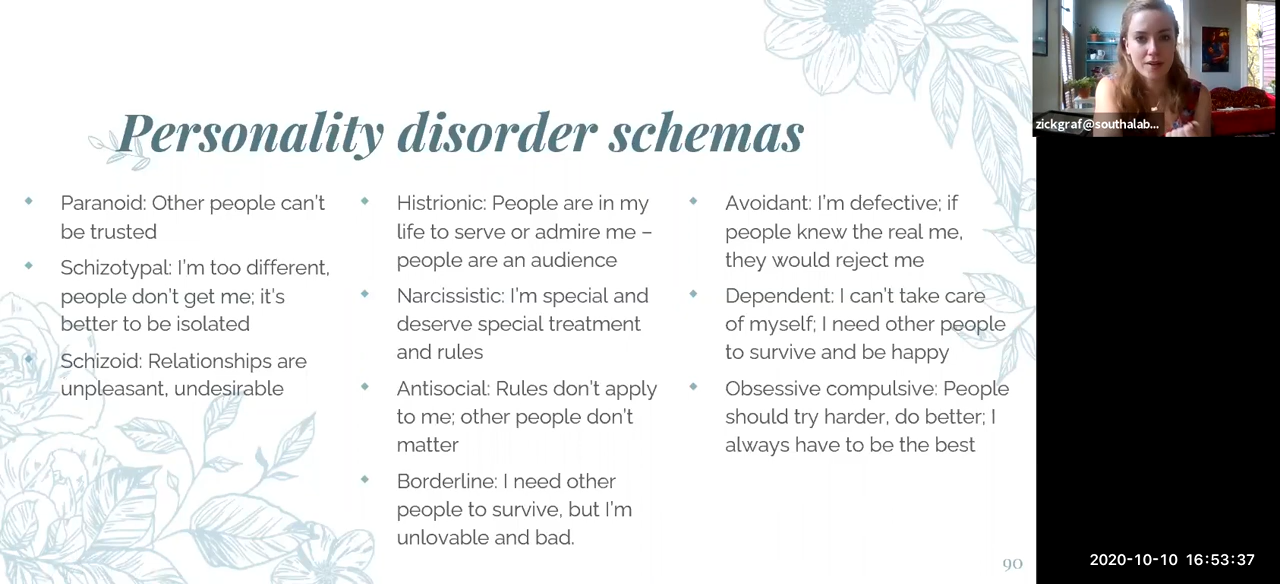 Personality disorder schemas
Paranoid: Other people can't
be trusted
Schizotypal: I'm too different,
people don't get me; it's
better to be isolated
Schizoid: Relationships are
unpleasant, undesirable
Histrionic: People are in my
life to serve or admire me –
people are an audience
Narcissistic: I'm special and
deserve special treatment
and rules
Antisocial: Rules don't apply
to me; other people don't
matter
Borderline: I need other
people to survive, but I'm
unlovable and bad.
Avoidant: I'm defective; if
people knew the real me,
they would reject me
Dependent: I can't take care
of myself; I need other people
to survive and be happy
Obsessive compulsive: People
should try harder, do better; I
always have to be the best
90
zickgraf@southalab...
2020-10-10 16:53:37